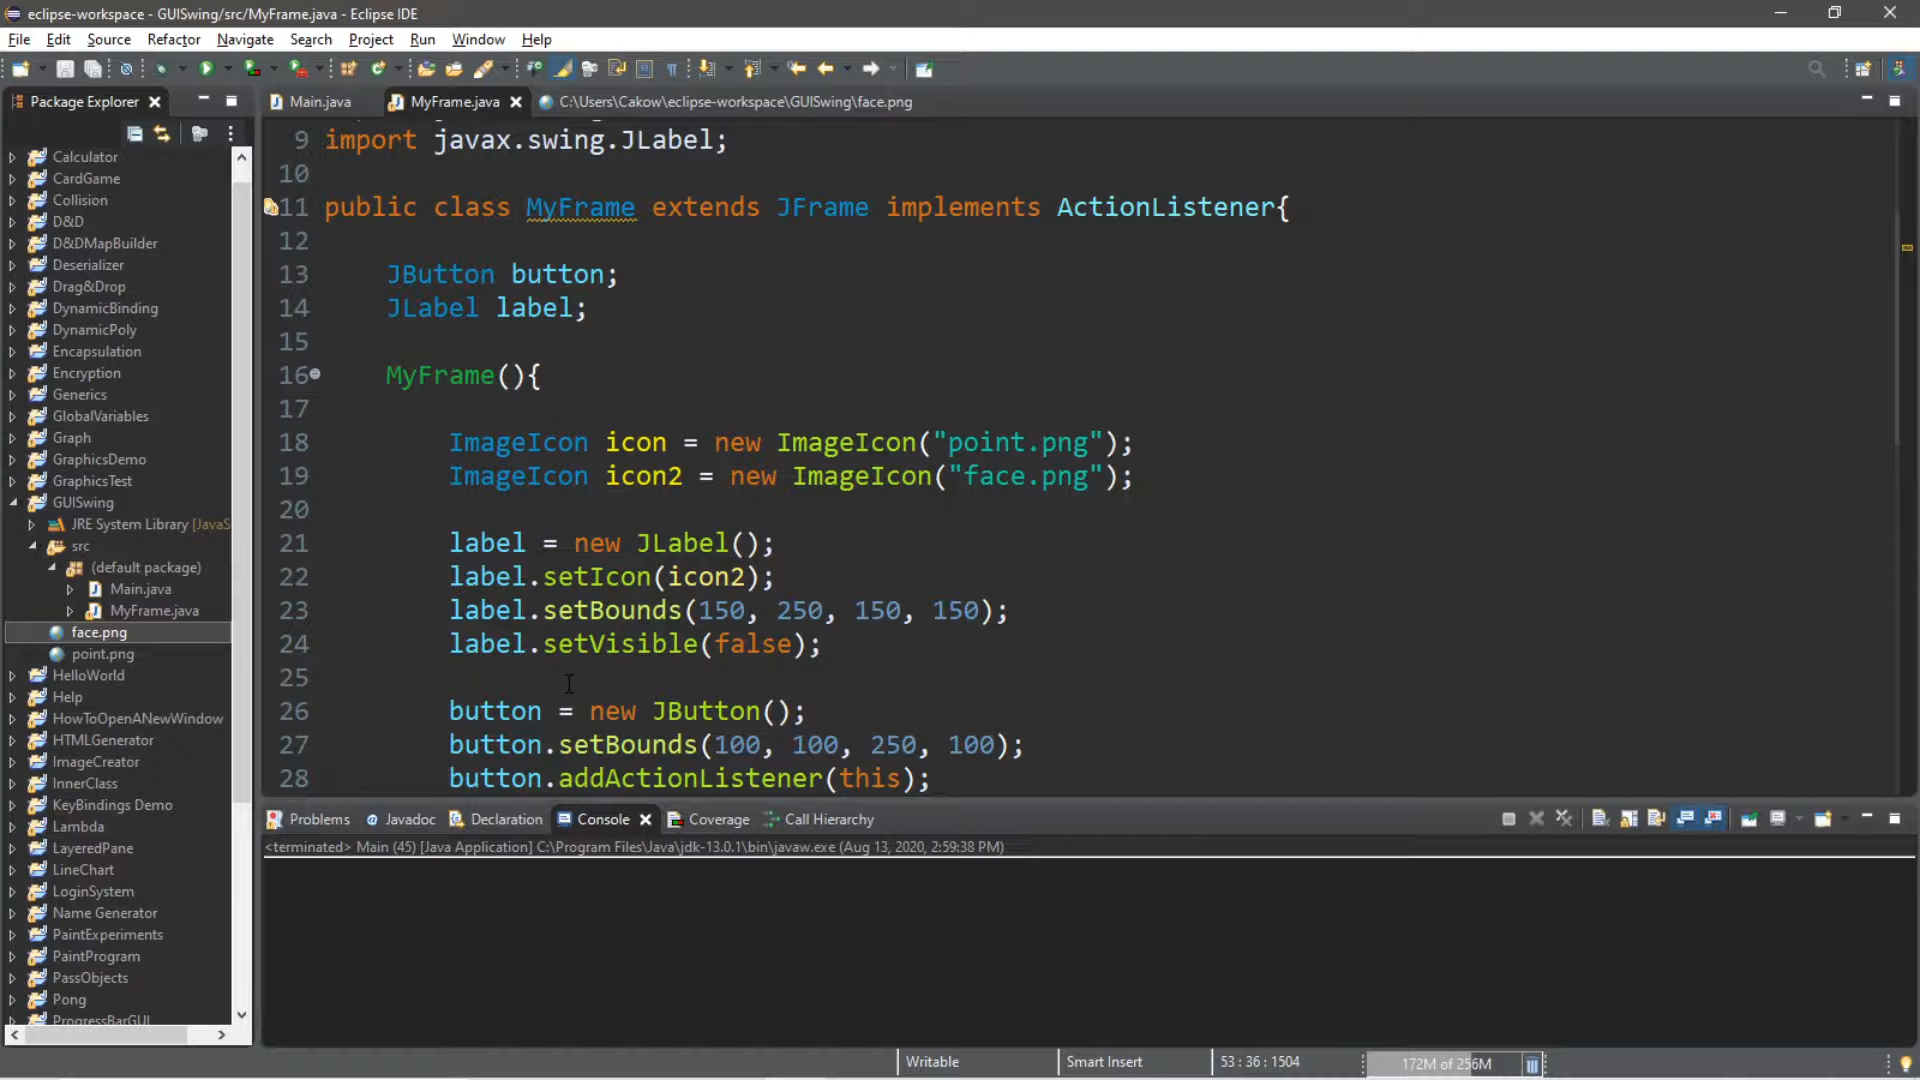 eclipse-workspace - GUISwing/src/MyFrame.java - Eclipse IDE
File Edit Source Refactor Navigate Search Project Run Window Help
Package Explorer
Main.java MyFrame.java C:\Users\Cakow\eclipse-workspace\GUISwing\face.png
Calculator
CardGame
Collision
D&D
D&DMapBuilder
Deserializer
Drag&Drop
DynamicBinding
DynamicPoly
Encapsulation
Encryption
Generics
GlobalVariables
Graph
GraphicsDemo
GraphicsTest
GUISwing
JRE System Library [JavaS
src
(default package)
Main.java
MyFrame.java
face.png
point.png
HelloWorld
Help
HowToOpenANewWindow
HTMLGenerator
ImageCreator
InnerClass
KeyBindings Demo
Lambda
LayeredPane
LineChart
LoginSystem
Name Generator
PaintExperiments
PaintProgram
PassObjects
Pong
ProgressBarGUI
9 import javax.swing.JLabel;
10
11 public class MyFrame extends JFrame implements ActionListener{
12
13 JButton button;
14 JLabel label;
15
16 MyFrame(){
17
18 ImageIcon icon = new ImageIcon("point.png");
19 ImageIcon icon2 = new ImageIcon("face.png");
20
21 label = new JLabel();
22 label.setIcon(icon2);
23 label.setBounds(150, 250, 150, 150);
24 label.setVisible(false);
25
26 button = new JButton();
27 button.setBounds(100, 100, 250, 100);
28 button.addActionListener(this);
Problems Javadoc Declaration Console Coverage Call Hierarchy
<terminated> Main (45) [Java Application] C:\Program Files\Java\jdk-13.0.1\bin\javaw.exe (Aug 13, 2020, 2:59:38 PM)
Writable Smart Insert 53 : 36 : 1504 172M of 256M